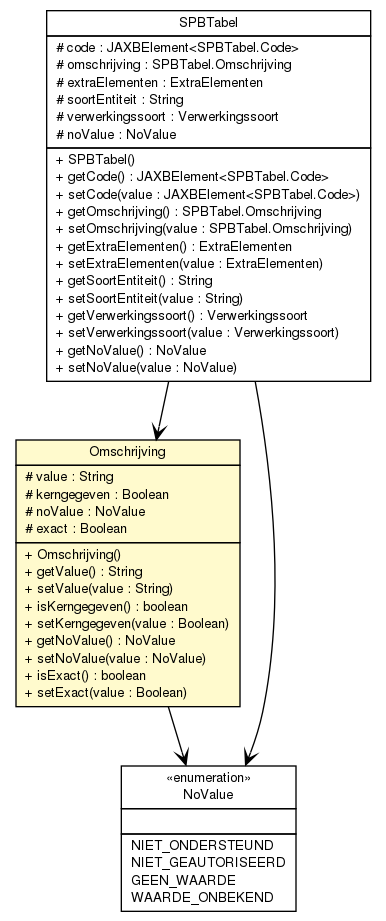 SPBTabel
# code : JAXBElement<SPBTabel.Code>
# omschrijving : SPBTabel.Omschrijving
# extraElementen : ExtraElementen
# soortEntiteit : String
# verwerkingssoort : Verwerkingssoort
# noValue : NoValue
+ SPBTabel()
+ getCode() : JAXBElement<SPBTabel.Code>
+ setCode(value : JAXBElement<SPBTabel.Code>)
+ getOmschrijving() : SPBTabel.Omschrijving
+ setOmschrijving(value : SPBTabel.Omschrijving)
+ getExtraElementen() : ExtraElementen
+ setExtraElementen(value : ExtraElementen)
+ getSoortEntiteit() : String
+ setSoortEntiteit(value : String)
+ getVerwerkingssoort() : Verwerkingssoort
+ setVerwerkingssoort(value : Verwerkingssoort)
+ getNoValue() : NoValue
+ setNoValue(value : NoValue)
Omschrijving
# value : String
# kerngegeven : Boolean
# noValue : NoValue
# exact : Boolean
+ Omschrijving()
+ getValue() : String
+ setValue(value : String)
+ isKerngegeven() : boolean
+ setKerngegeven(value : Boolean)
+ getNoValue() : NoValue
+ setNoValue(value : NoValue)
+ isExact() : boolean
+ setExact(value : Boolean)
«enumeration»
NoValue
NIET_ONDERSTEUND
NIET_GEAUTORISEERD
GEEN_WAARDE
WAARDE_ONBEKEND